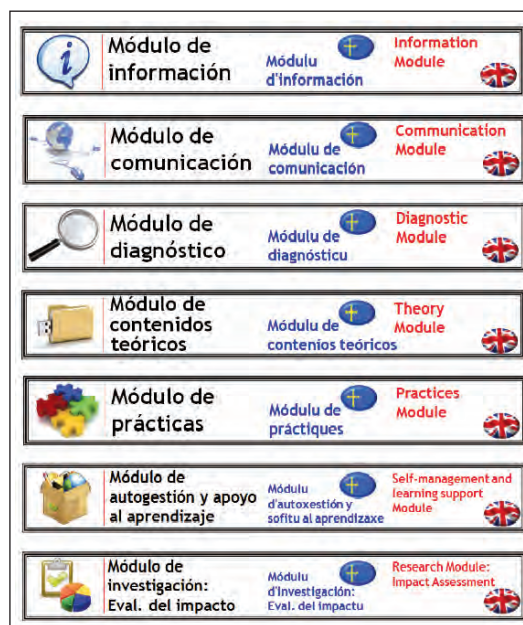 Módulo de
información
Módulu
d'información
Information
Module
Módulo de
comunicación
Módulu de
comunicación
Communication
Module
Módulo de
diagnóstico
Módulu de
diagnósticu
Diagnostic
Module
Módulo de
contenidos
teóricos
Módulu de
conteníos teóricos
Theory
Module
Módulo de
prácticas
Módulu de
práctiques
Practices
Module
Módulo de
autogestión y apoyo
al aprendizaje
Módulu
d'autoxestión y
sofitu al aprendizaxe
Self-management and
learning support
Module
Módulo de
investigación:
Eval. del impacto
Módulu
d'Investigación:
Eval. del impactu
Research Module:
Impact Assessment